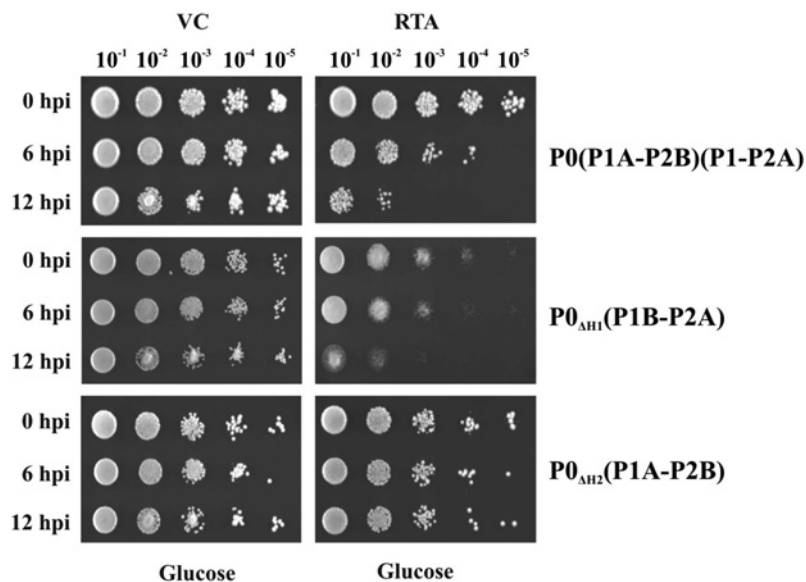 VC RTA
10⁻¹ 10⁻² 10⁻³ 10⁻⁴ 10⁻⁵ 10⁻¹ 10⁻² 10⁻³ 10⁻⁴ 10⁻⁵
0 hpi
6 hpi P0(P1A-P2B)(P1-P2A)
12 hpi
0 hpi
6 hpi P0ΔH1(P1B-P2A)
12 hpi
0 hpi
6 hpi P0ΔH2(P1A-P2B)
12 hpi
Glucose Glucose